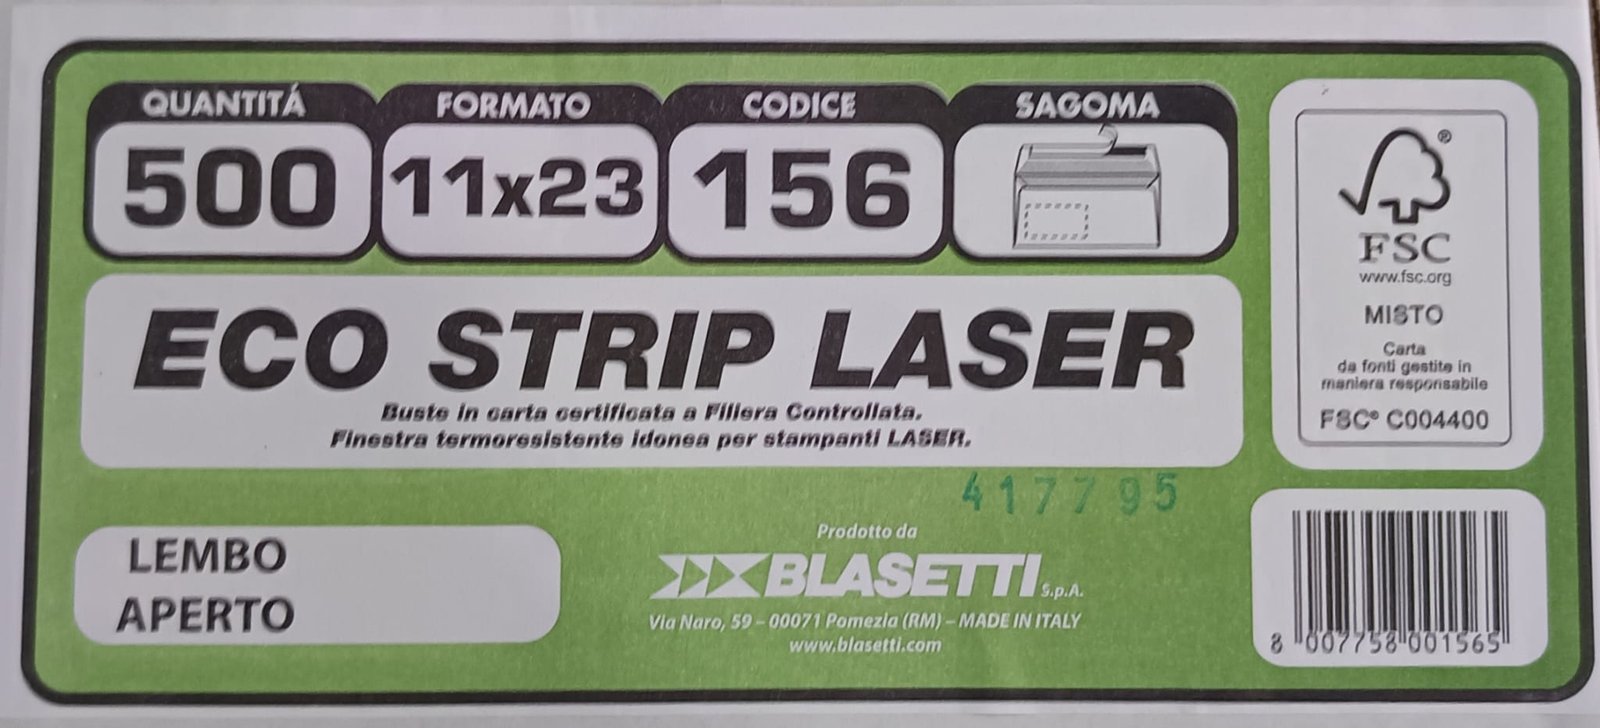 QUANTITÁ
500
FORMATO
11x23
CODICE
156
SAGOMA
ECO STRIP LASER
Buste in carta certificata a Filiera Controllata.
Finestra termoresistente idonea per stampanti LASER.
FSC®
www.fsc.org
MISTO
Carta
da fonti gestite in
maniera responsabile
FSC® C004400
417795
LEMBO
APERTO
Prodotto da
BLASETTI S.p.A.
Via Naro, 59 – 00071 Pomezia (RM) – MADE IN ITALY
www.blasetti.com
8 007758 001565